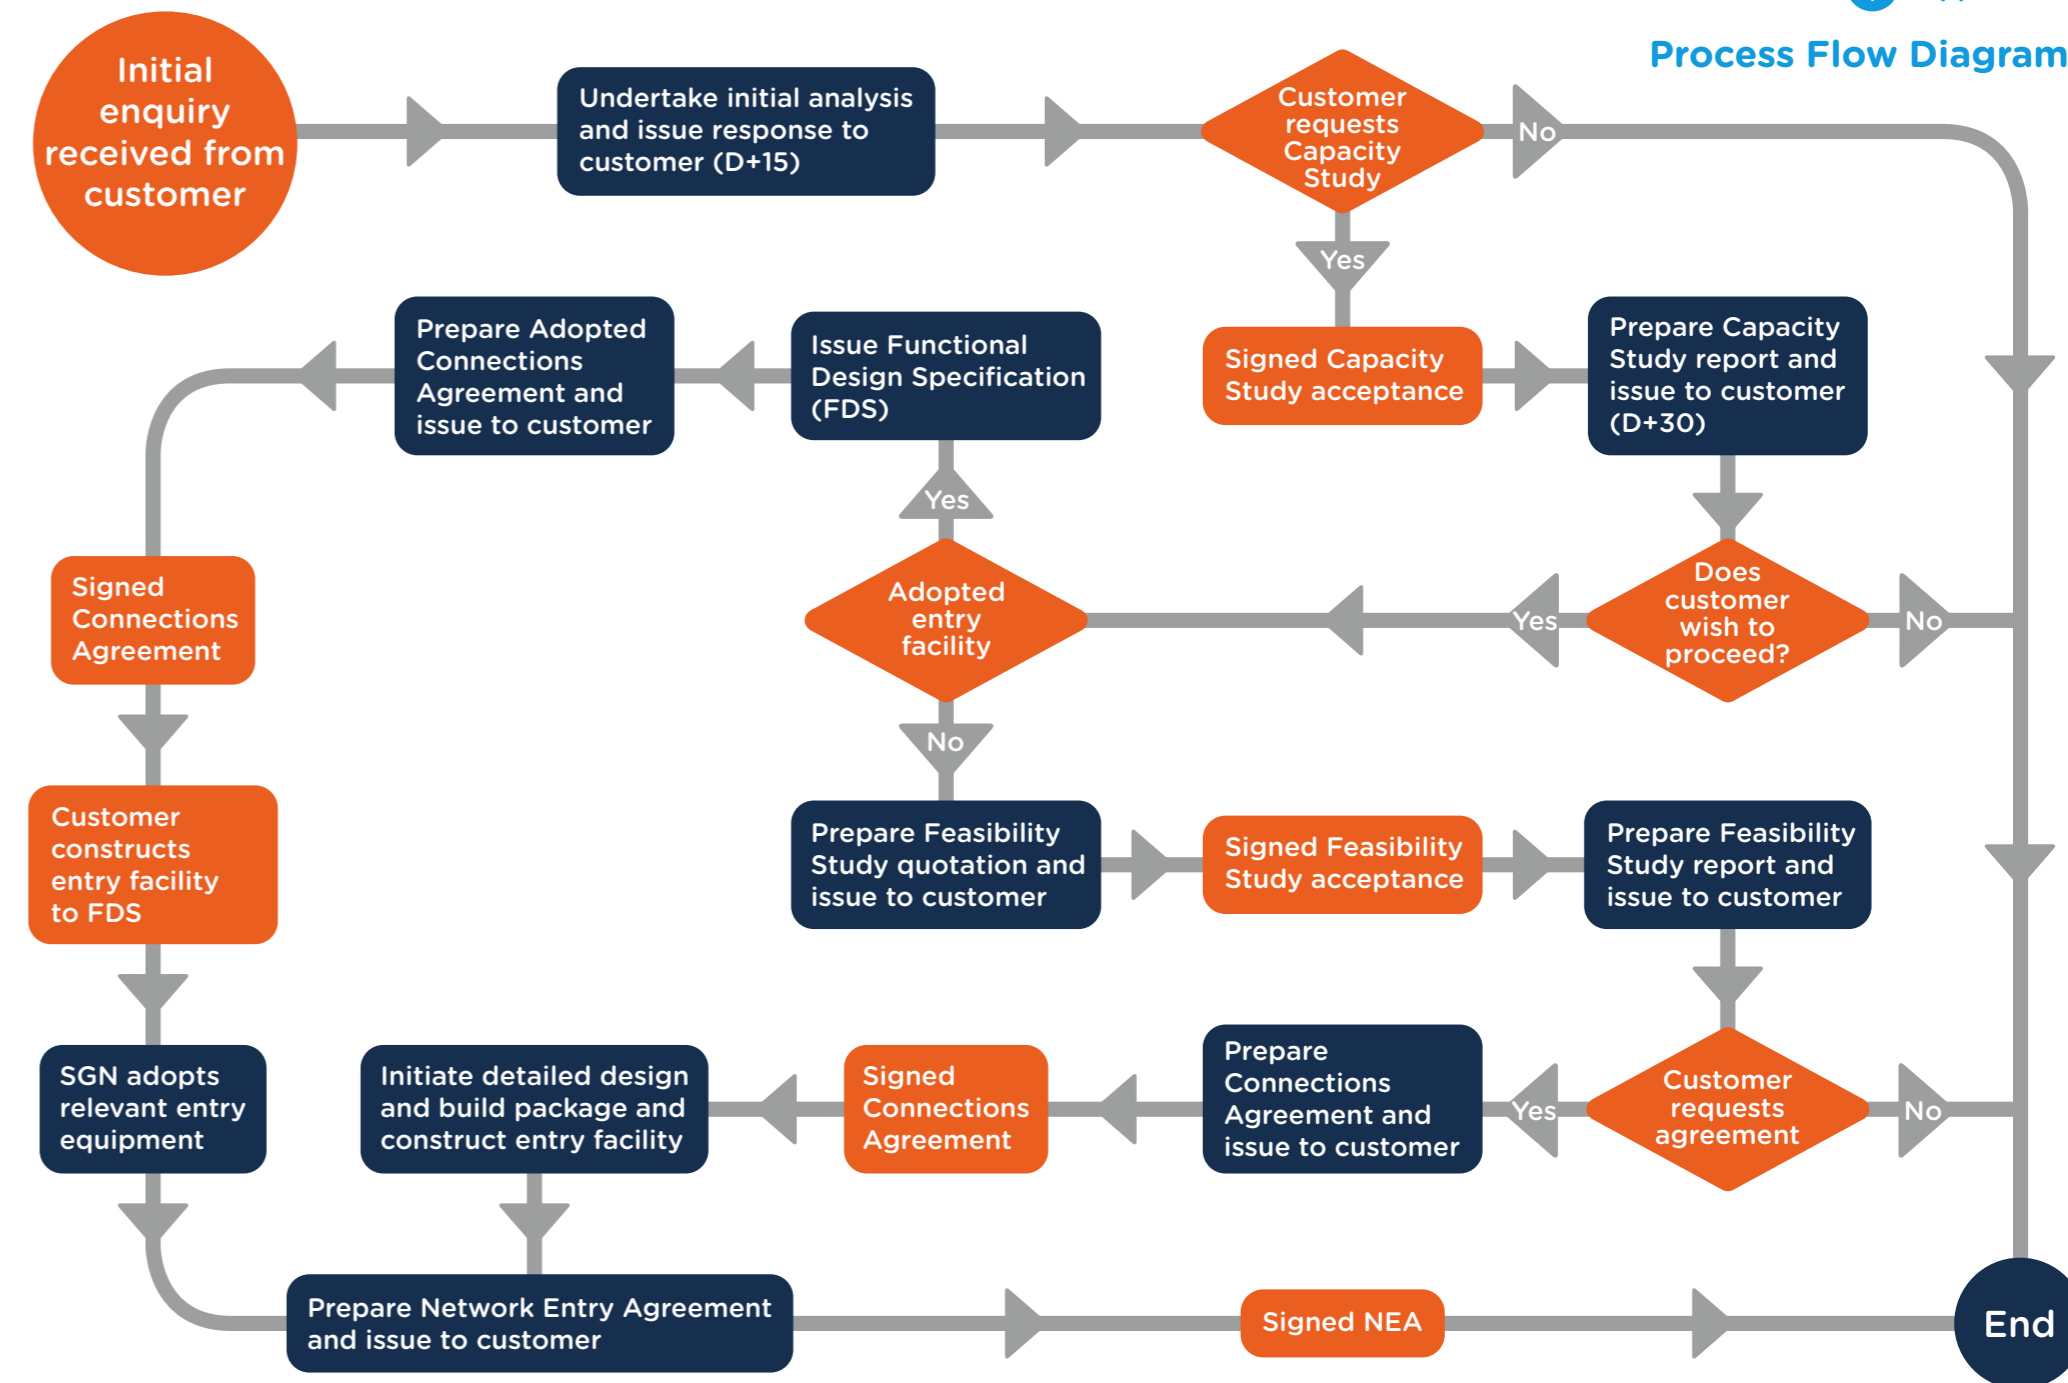 Process Flow Diagram
Initial
enquiry
received from
customer
Undertake initial analysis
and issue response to
customer (D+15)
Customer
requests
Capacity
Study
No
Yes
Prepare Adopted
Connections
Agreement and
issue to customer
Issue Functional
Design Specification
(FDS)
Signed Capacity
Study acceptance
Prepare Capacity
Study report and
issue to customer
(D+30)
Yes
Signed
Connections
Agreement
Adopted
entry
facility
Yes
Does
customer
wish to
proceed?
No
No
Customer
constructs
entry facility
to FDS
Prepare Feasibility
Study quotation and
issue to customer
Signed Feasibility
Study acceptance
Prepare Feasibility
Study report and
issue to customer
SGN adopts
relevant entry
equipment
Initiate detailed design
and build package and
construct entry facility
Signed
Connections
Agreement
Prepare
Connections
Agreement and
issue to customer
Yes
Customer
requests
agreement
No
Prepare Network Entry Agreement
and issue to customer
Signed NEA
End